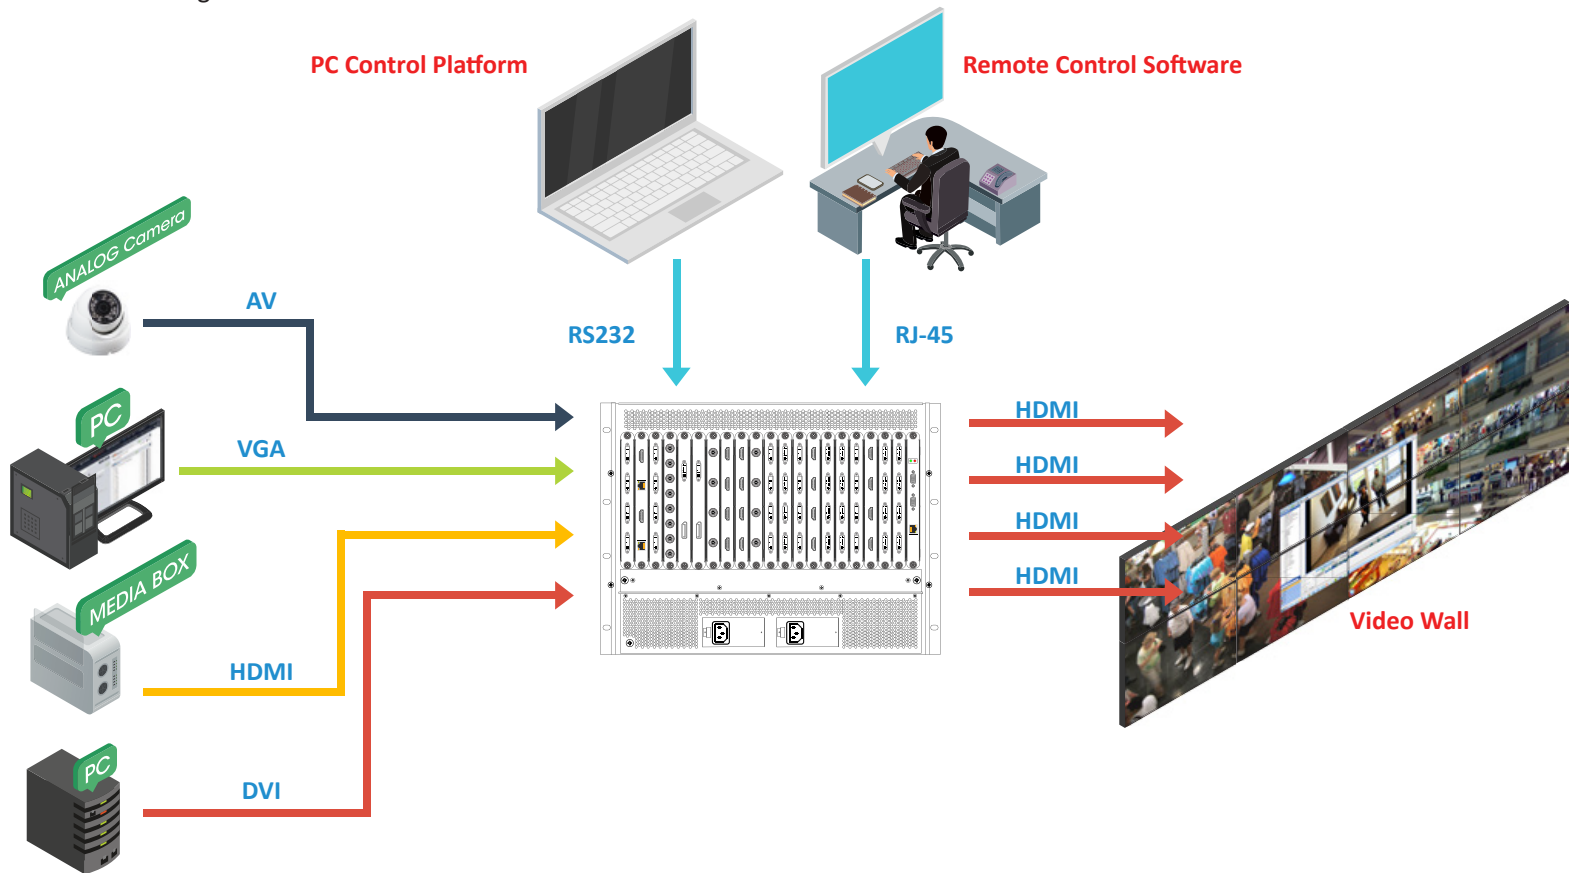 PC Control Platform
Remote Control Software
ANALOG Camera
AV
RS232
RJ-45
PC
VGA
HDMI
HDMI
HDMI
HDMI
MEDIA BOX
HDMI
Video Wall
PC
DVI